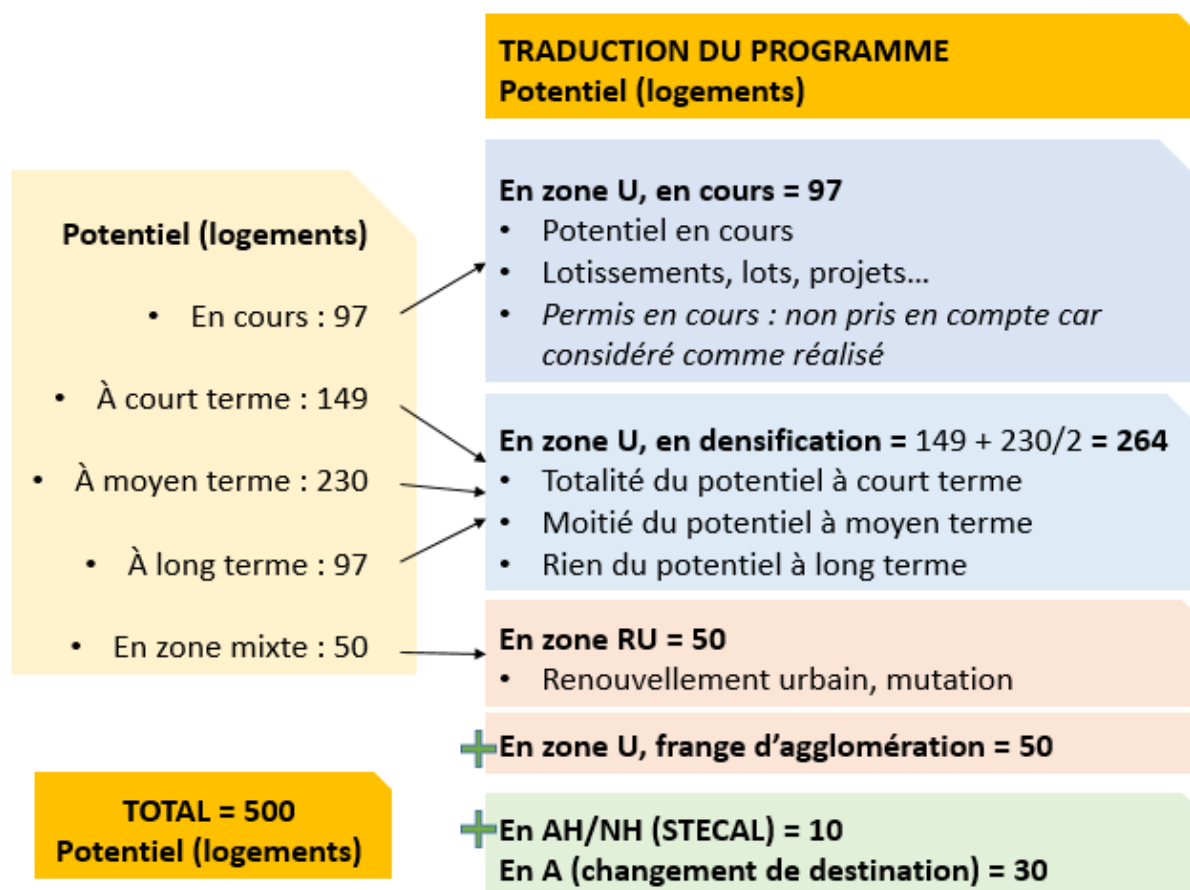 TRADUCTION DU PROGRAMME
Potentiel (logements)
Potentiel (logements)
• En cours : 97
• À court terme : 149
• À moyen terme : 230
• À long terme : 97
• En zone mixte : 50
En zone U, en cours = 97
• Potentiel en cours
• Lotissements, lots, projets…
• Permis en cours : non pris en compte car
considéré comme réalisé
En zone U, en densification = 149 + 230/2 = 264
• Totalité du potentiel à court terme
• Moitié du potentiel à moyen terme
• Rien du potentiel à long terme
En zone RU = 50
• Renouvellement urbain, mutation
+ En zone U, frange d’agglomération = 50
+ En AH/NH (STECAL) = 10
En A (changement de destination) = 30
TOTAL = 500
Potentiel (logements)